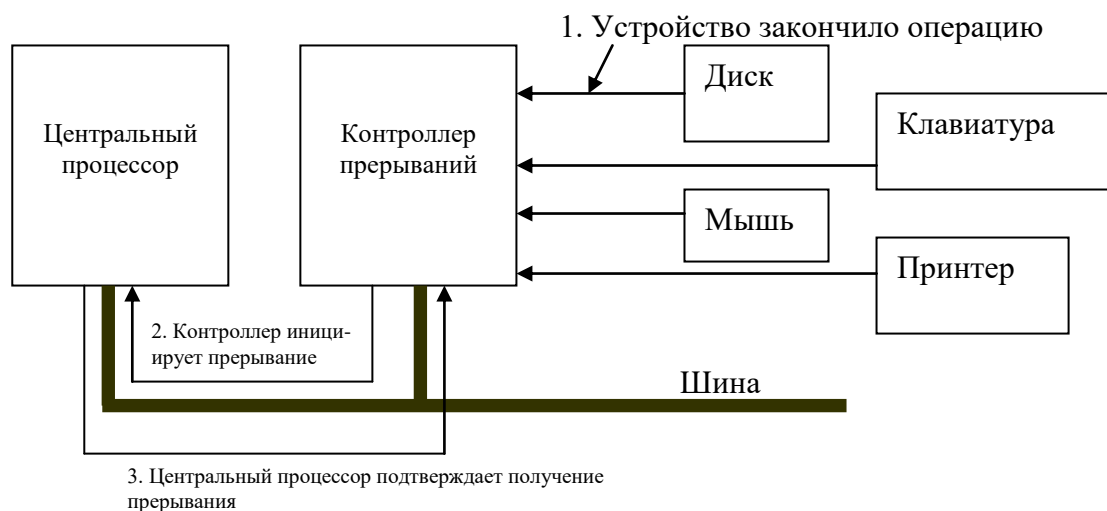 1. Устройство закончило операцию
Диск
Клавиатура
Центральный
процессор
Контроллер
прерываний
Мышь
Принтер
2. Контроллер иници-
ирует прерывание
Шина
3. Центральный процессор подтверждает получение
прерывания